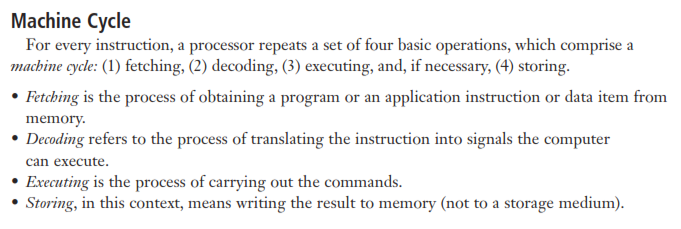 Machine Cycle
For every instruction, a processor repeats a set of four basic operations, which comprise a
machine cycle: (1) fetching, (2) decoding, (3) executing, and, if necessary, (4) storing.
• Fetching is the process of obtaining a program or an application instruction or data item from
memory.
• Decoding refers to the process of translating the instruction into signals the computer
can execute.
• Executing is the process of carrying out the commands.
• Storing, in this context, means writing the result to memory (not to a storage medium).